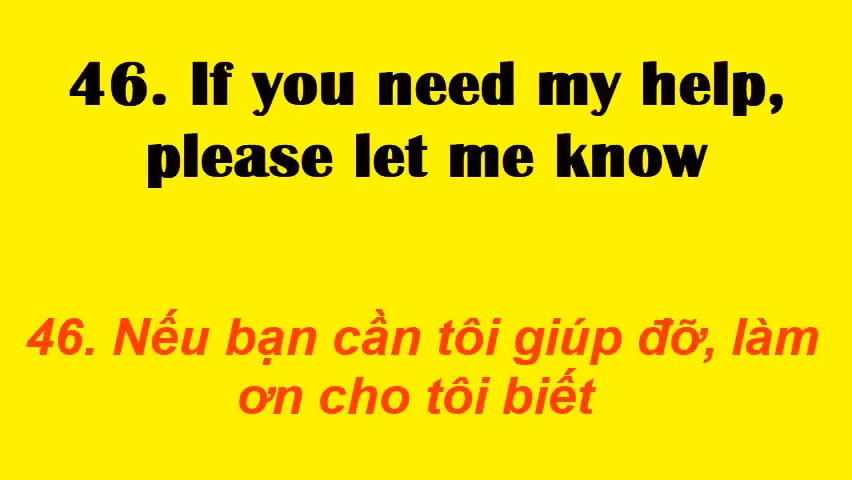 46. If you need my help,
please let me know
46. Nếu bạn cần tôi giúp đỡ, làm
ơn cho tôi biết